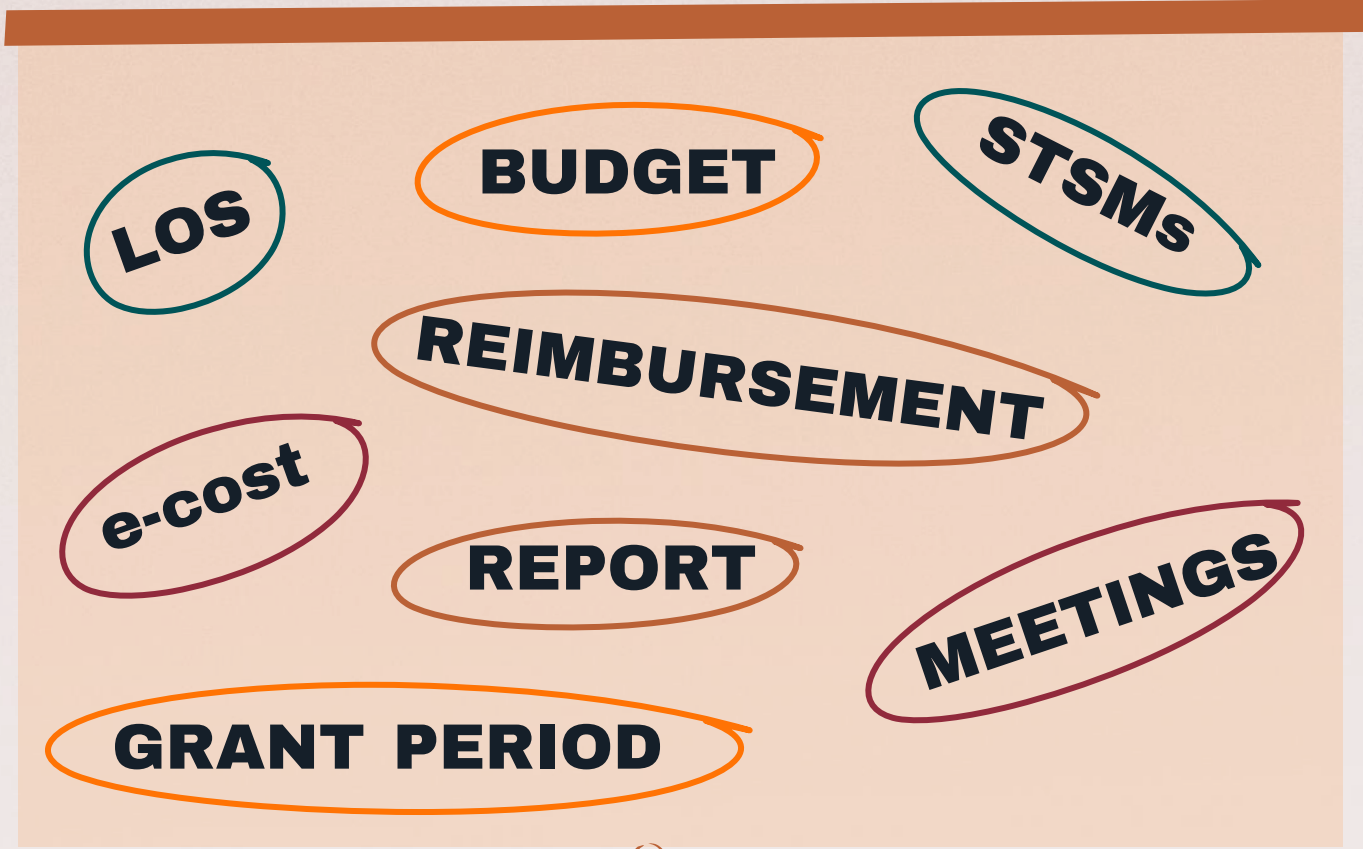 LOS
BUDGET
STSMs
REIMBURSEMENT
e-cost
REPORT
MEETINGS
GRANT PERIOD